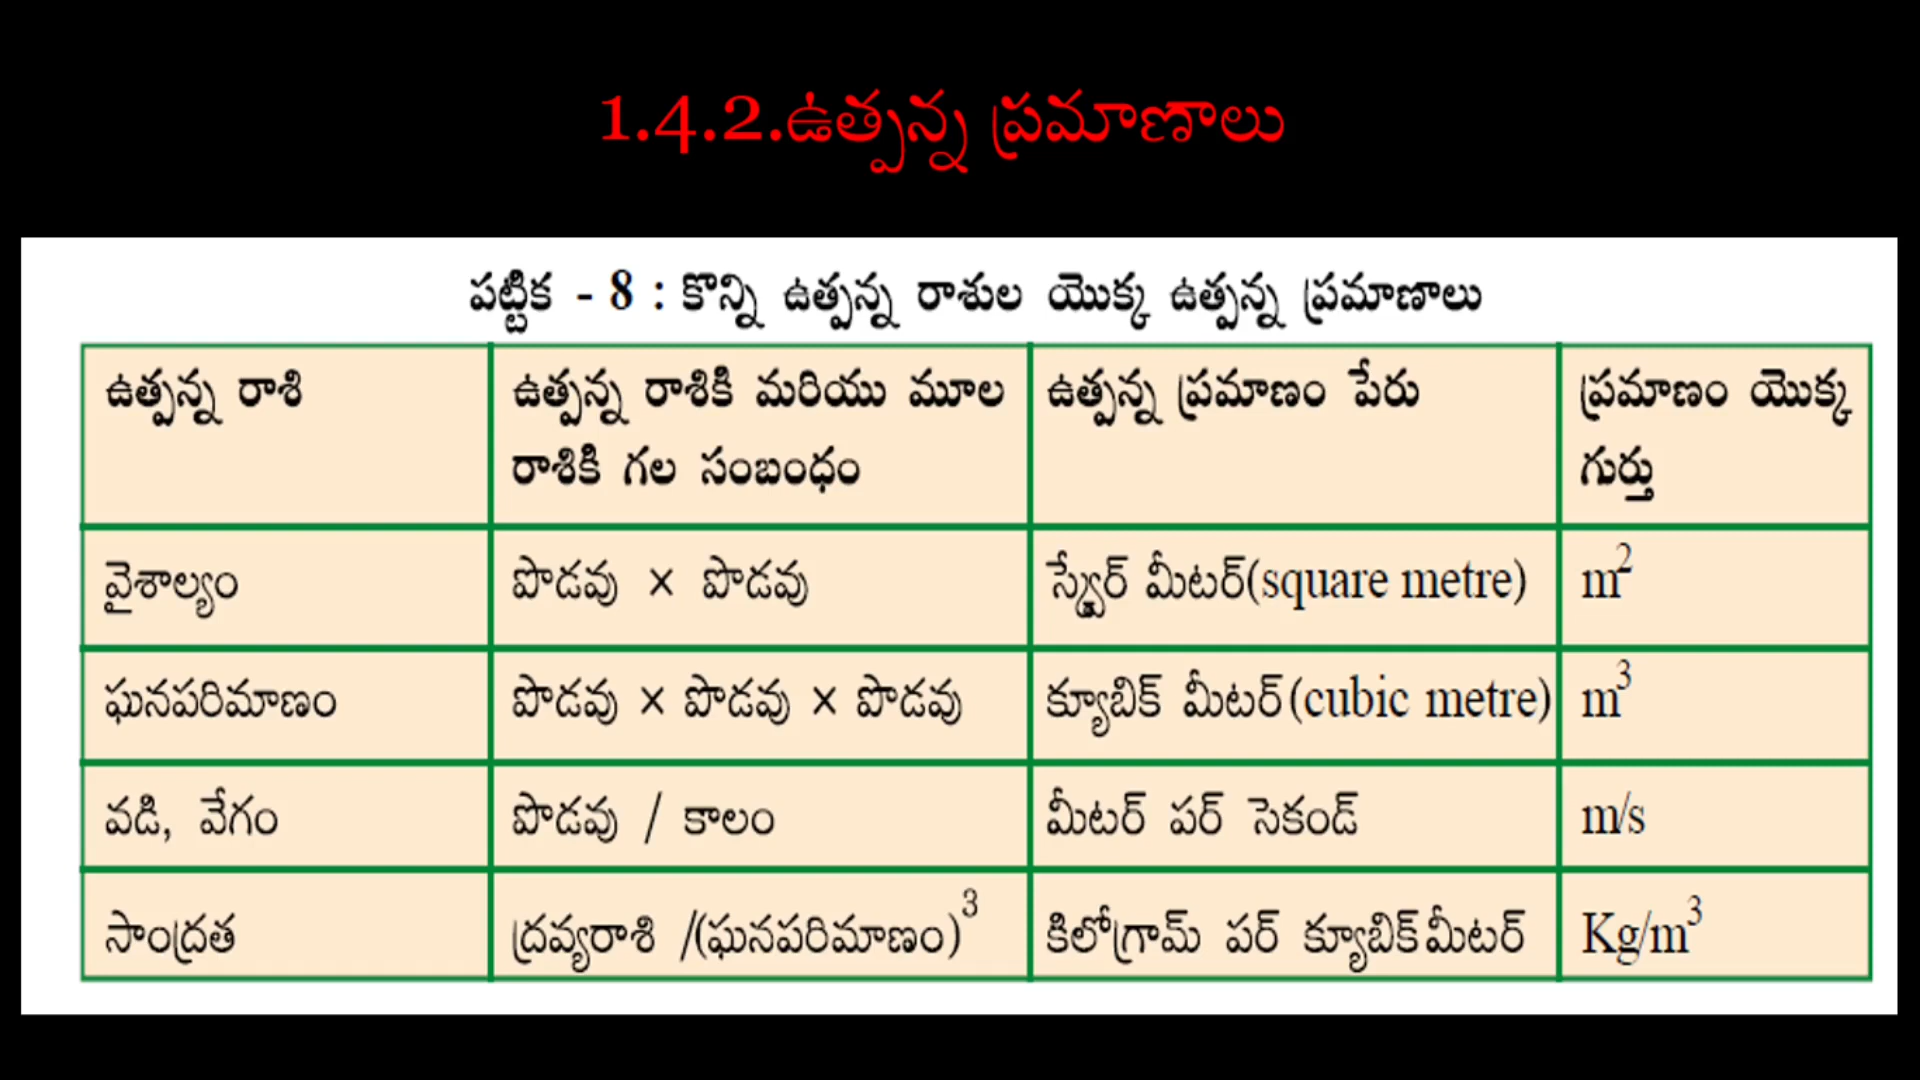 1.4.2.ఉత్పన్న ప్రమాణాలు
పట్టిక - 8 : కొన్ని ఉత్పన్న రాశుల యొక్క ఉత్పన్న ప్రమాణాలు
ఉత్పన్న రాశి
ఉత్పన్న రాశికి మరియు మూల
రాశికి గల సంబంధం
ఉత్పన్న ప్రమాణం పేరు
ప్రమాణం యొక్క
గుర్తు
వైశాల్యం
పొడవు × పొడవు
స్క్వేర్ మీటర్(square metre)
m²
ఘనపరిమాణం
పొడవు × పొడవు × పొడవు
క్యూబిక్ మీటర్(cubic metre)
m³
వడి, వేగం
పొడవు / కాలం
మీటర్ పర్ సెకండ్
m/s
సాంద్రత
ద్రవ్యరాశి /(ఘనపరిమాణం)³
కిలోగ్రామ్ పర్ క్యూబిక్‌మీటర్
Kg/m³